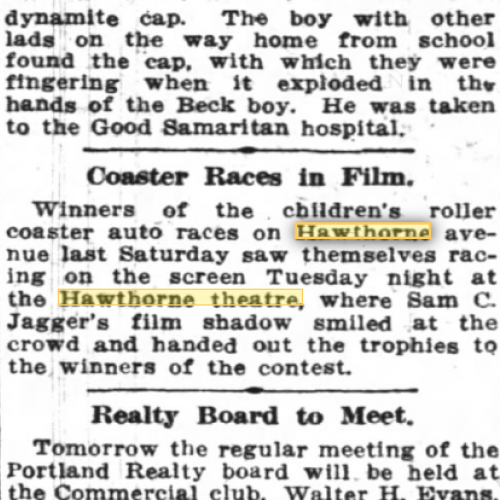 dynamite cap. The boy with other
lads on the way home from school
found the cap, with which they were
fingering when it exploded in the
hands of the Beck boy. He was taken
to the Good Samaritan hospital.
Coaster Races in Film.
Winners of the children's roller
coaster auto races on Hawthorne ave-
nue last Saturday saw themselves rac-
ing on the screen Tuesday night at
the Hawthorne theatre, where Sam C.
Jagger's film shadow smiled at the
crowd and handed out the trophies to
the winners of the contest.
Realty Board to Meet.
Tomorrow the regular meeting of the
Portland Realty board will be held at
the Commercial club. Walter H. Evans,